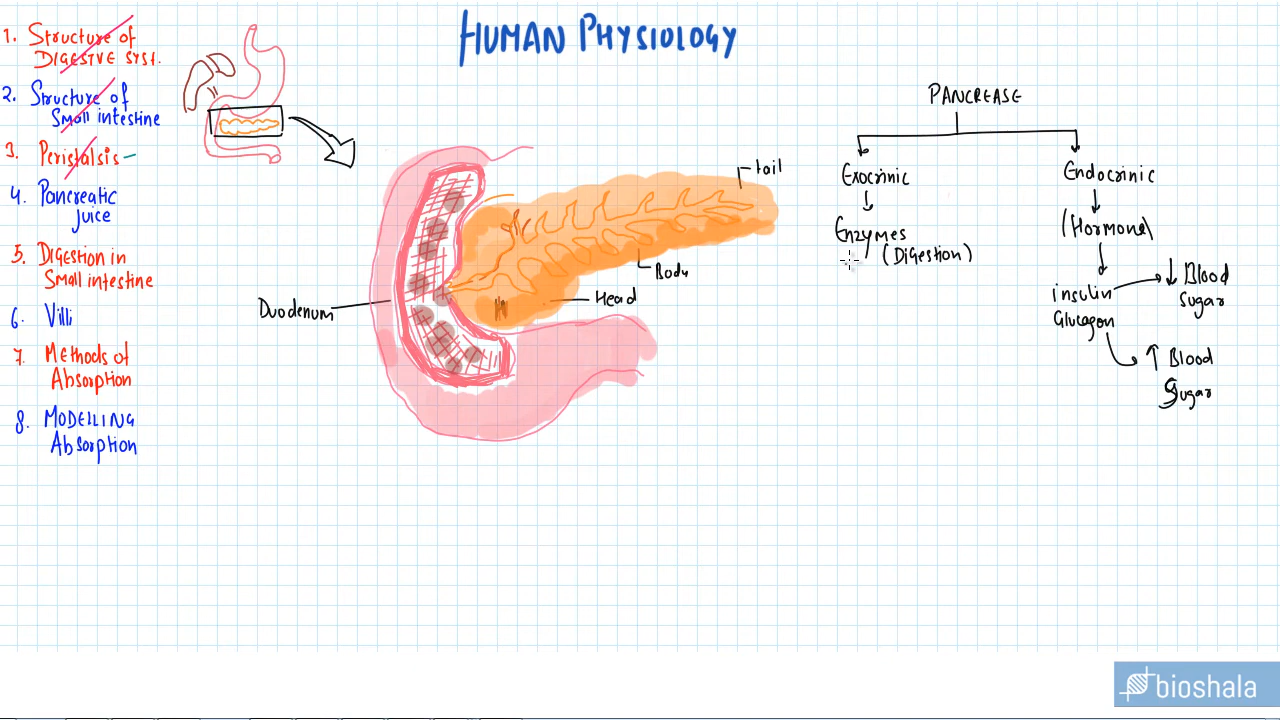 HUMAN PHYSIOLOGY
1. Structure of
DIGESTVE SYST.
2. Structure of
Small intestine
3. Peristalsis
4. Pancreatic
Juice
5. DIGESTION IN
Small intestine
6. Villi
7. Methods of
Absorption
8. MODELLING
Absorption
Duodenum
tail
Body
Head
PANCREASE
Exocrinic
Enzymes
(Digestion)
Endocrinic
(Hormone)
insulin
Glucagon
↓ Blood
sugar
↑ Blood
Sugar
bioshala